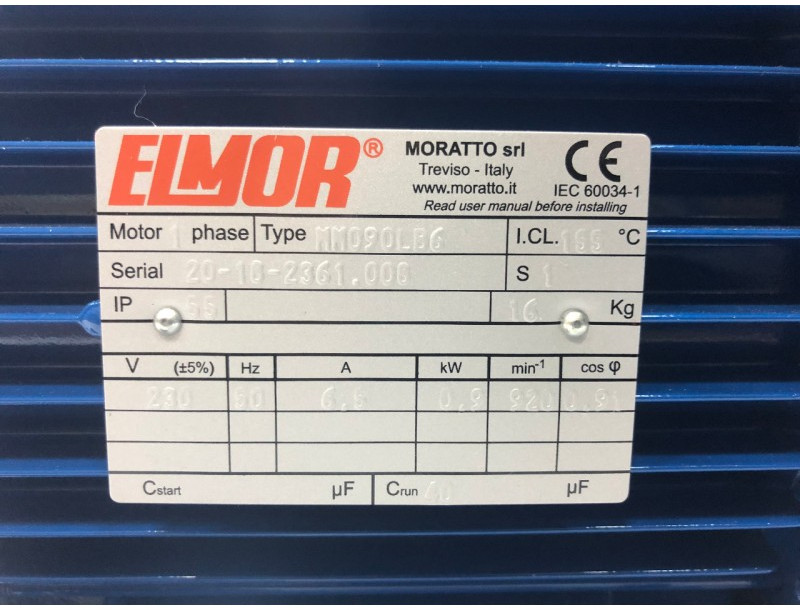 ELMOR®
MORATTO srl
Treviso - Italy
www.moratto.it
Read user manual before installing
CE
IEC 60034-1
Motor 1 phase Type MM090LB6 I.CL. 155 °C
Serial 20-10-2361.000 S 1
IP 55 16 Kg
V (±5%) Hz A kW min-1 cos φ
230 50 6.5 0.9 920 0.91
Cstart µF Crun 40 µF